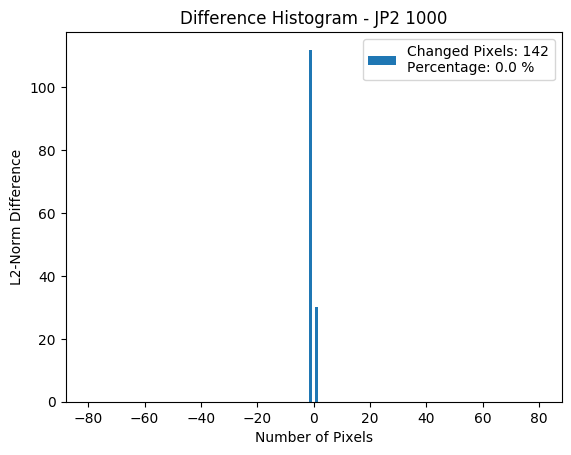 Difference Histogram - JP2 1000
Changed Pixels: 142
Percentage: 0.0 %
L2-Norm Difference
100
80
60
40
20
0
−80 −60 −40 −20 0 20 40 60 80
Number of Pixels